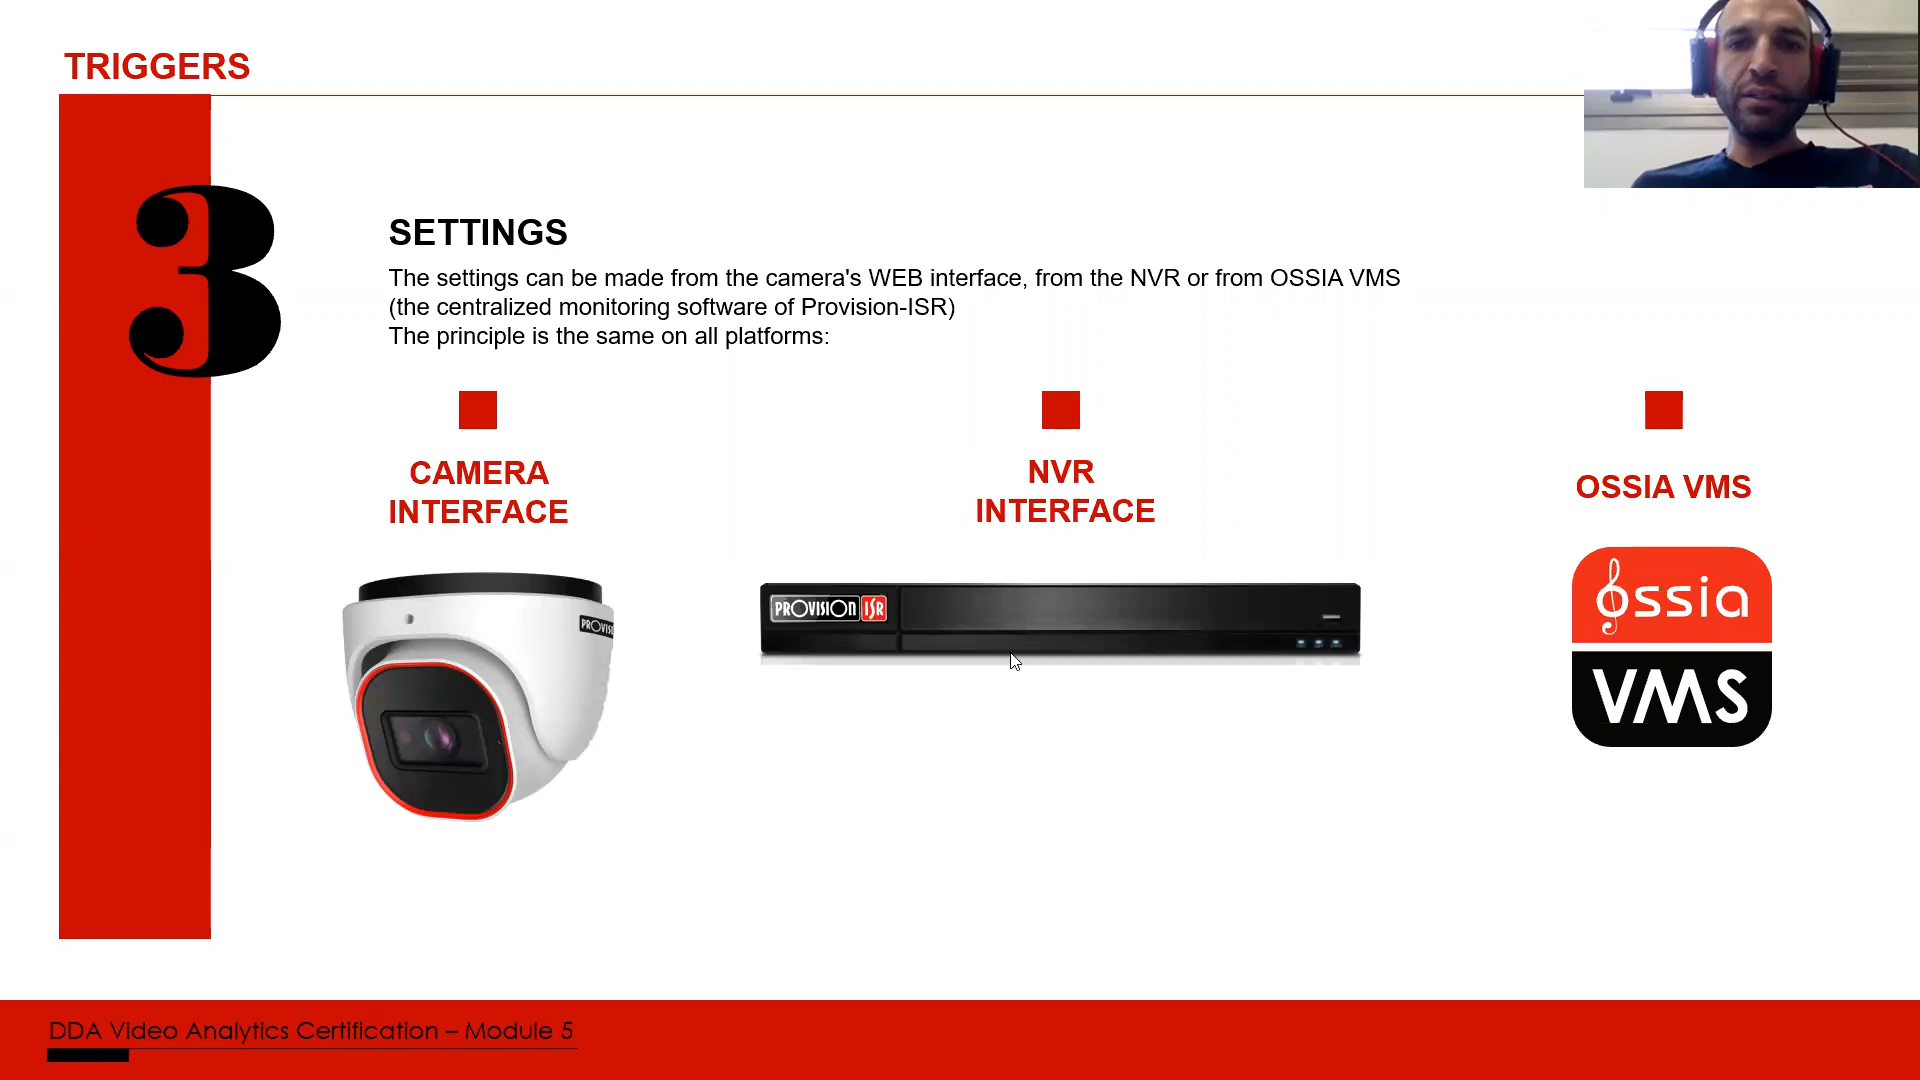 TRIGGERS
3
SETTINGS
The settings can be made from the camera's WEB interface, from the NVR or from OSSIA VMS
(the centralized monitoring software of Provision-ISR)
The principle is the same on all platforms:
CAMERA
INTERFACE
NVR
INTERFACE
OSSIA VMS
PROVISION ISR
ossia
VMS
DDA Video Analytics Certification – Module 5